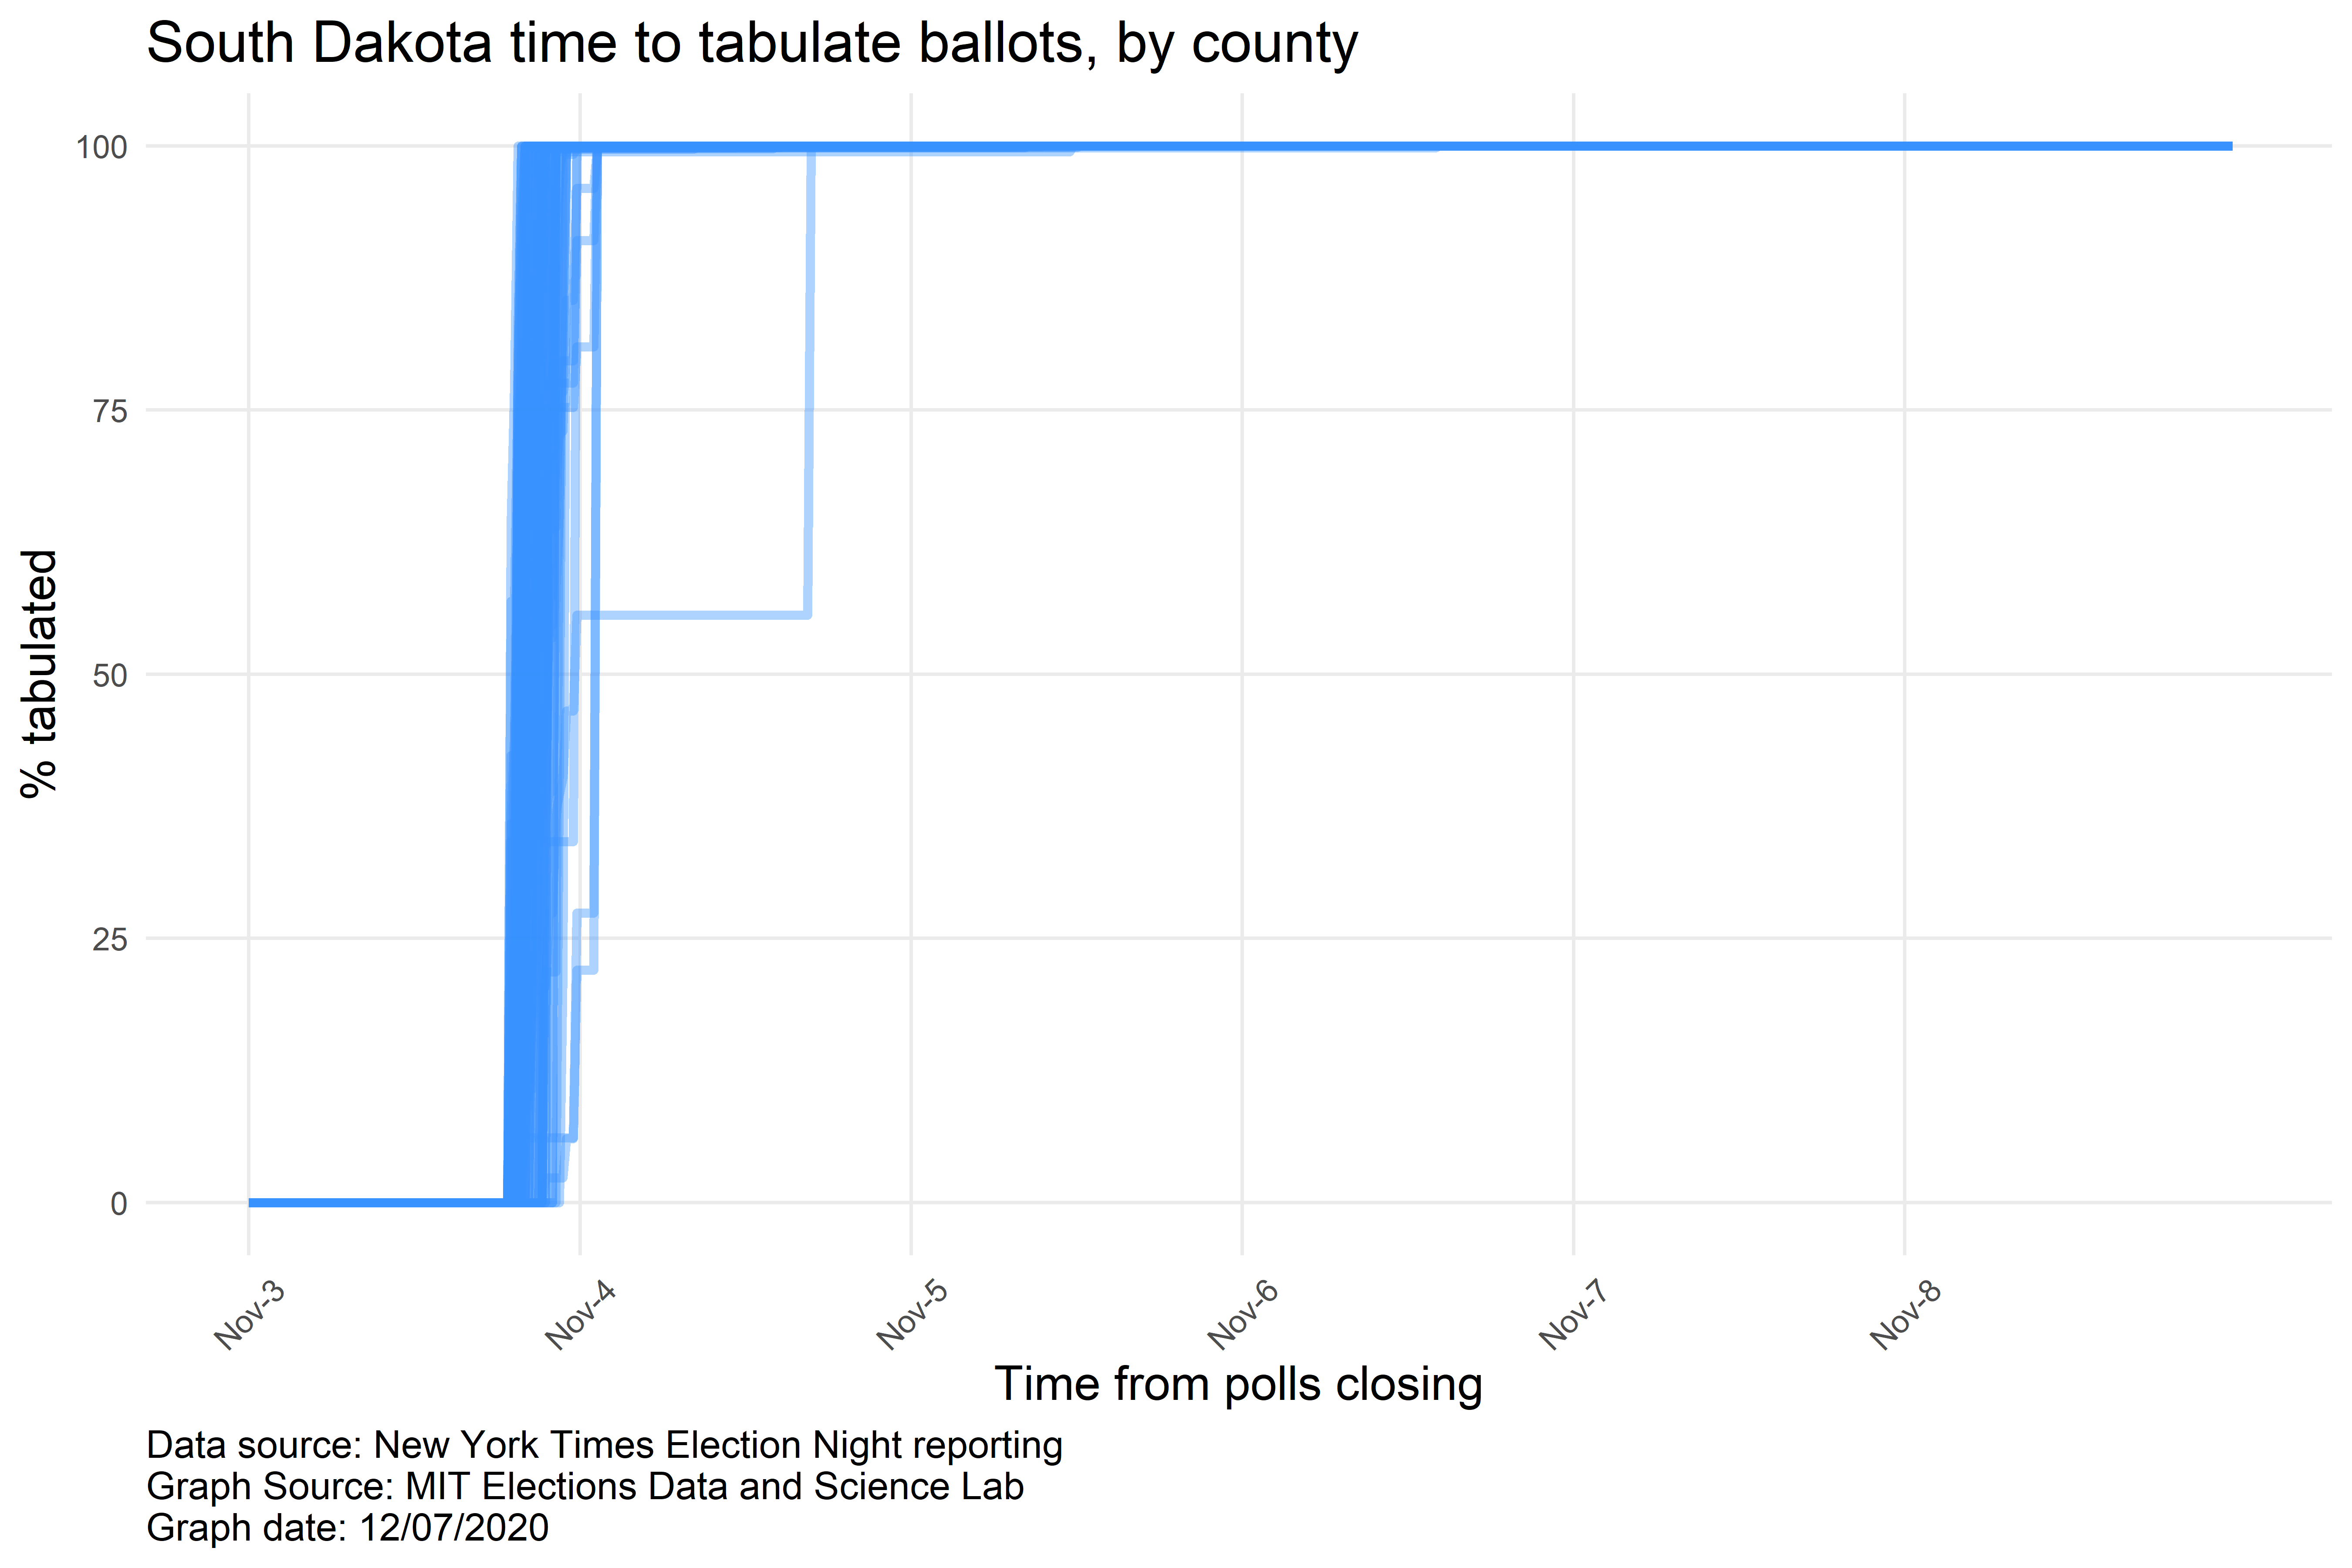 South Dakota time to tabulate ballots, by county
100
75
50
25
0
% tabulated
Nov-3
Nov-4
Nov-5
Nov-6
Nov-7
Nov-8
Time from polls closing
Data source: New York Times Election Night reporting
Graph Source: MIT Elections Data and Science Lab
Graph date: 12/07/2020